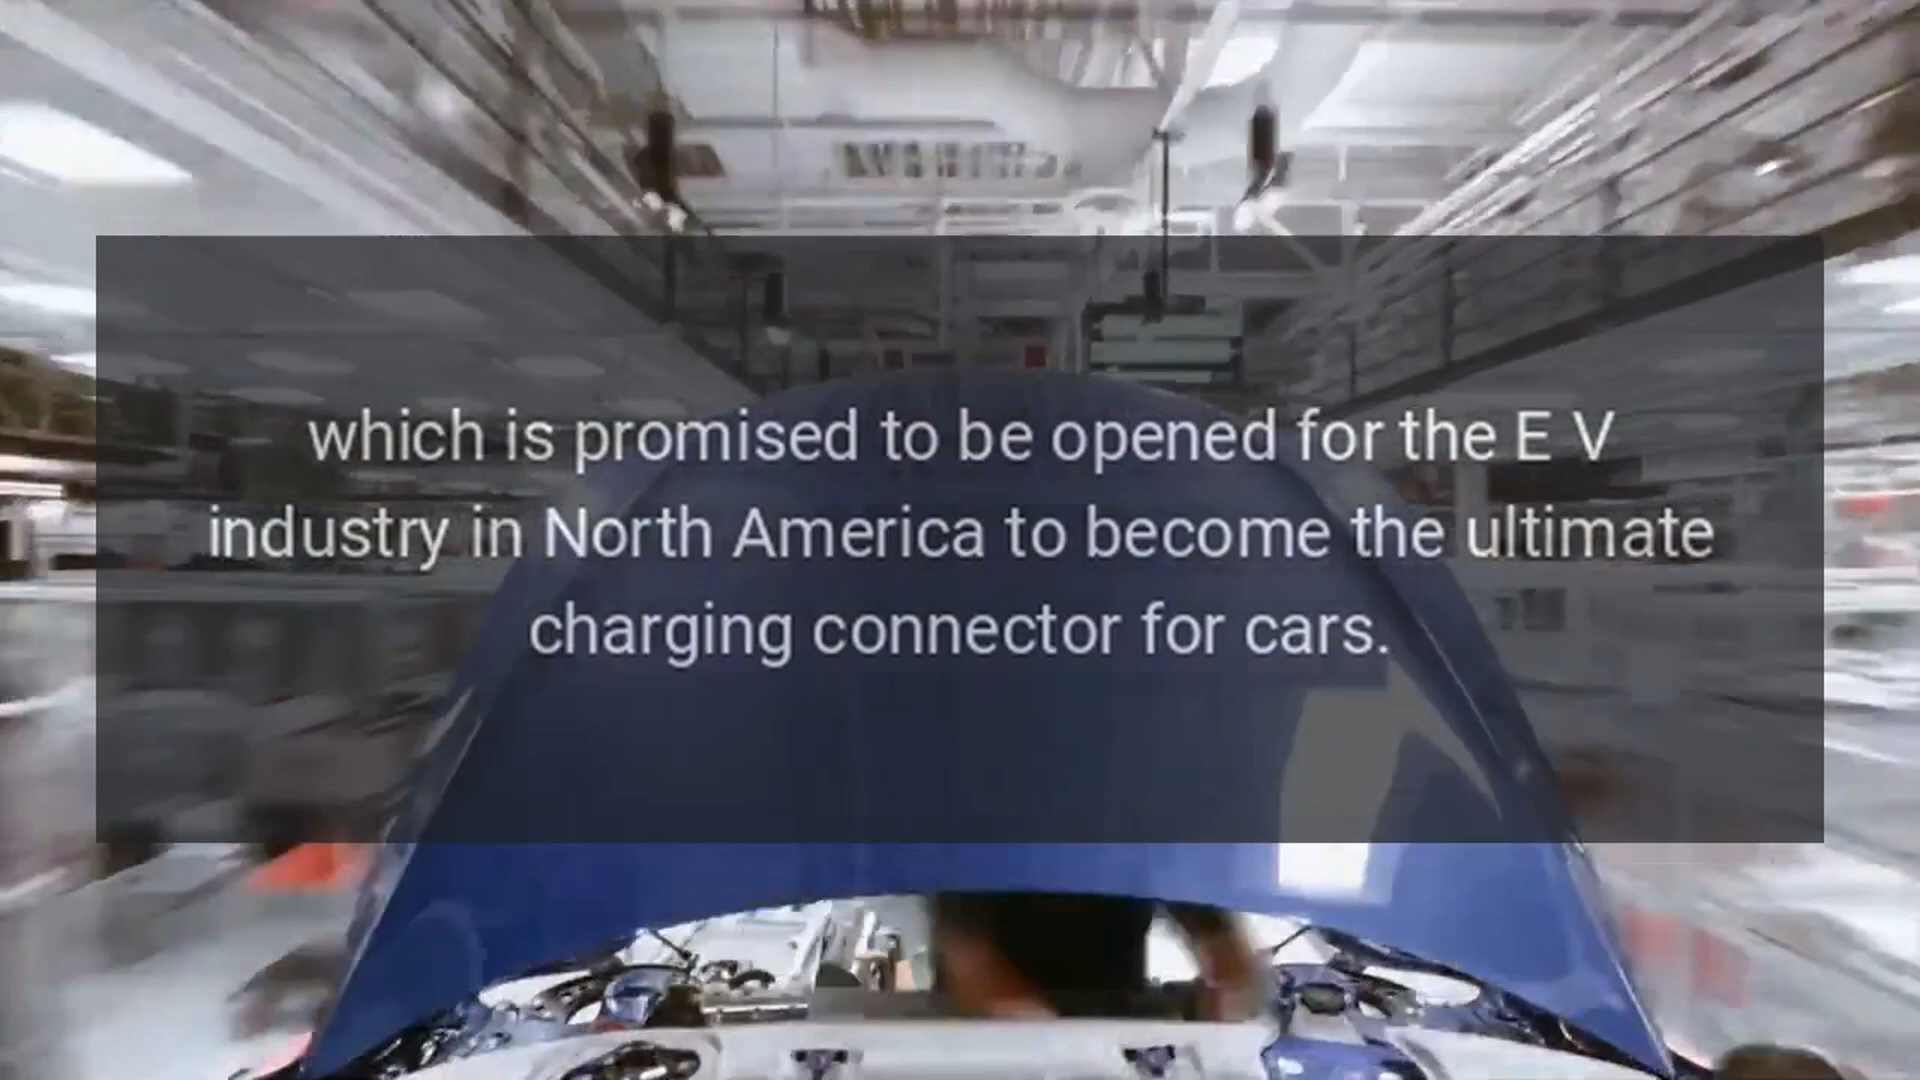 which is promised to be opened for the E V
industry in North America to become the ultimate
charging connector for cars.